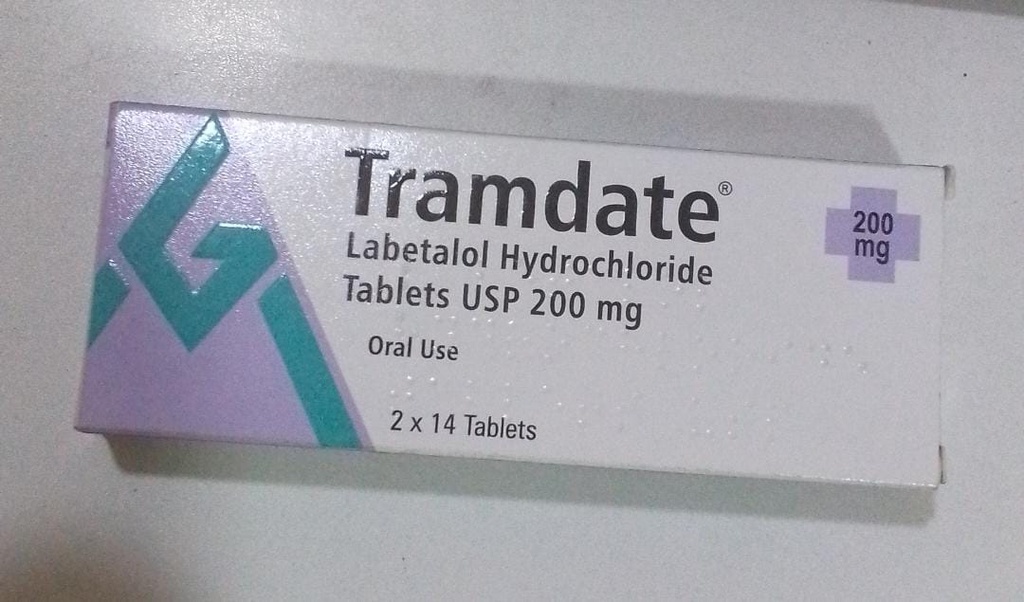 Tramdate®
Labetalol Hydrochloride
Tablets USP 200 mg
Oral Use
2 x 14 Tablets
200
mg